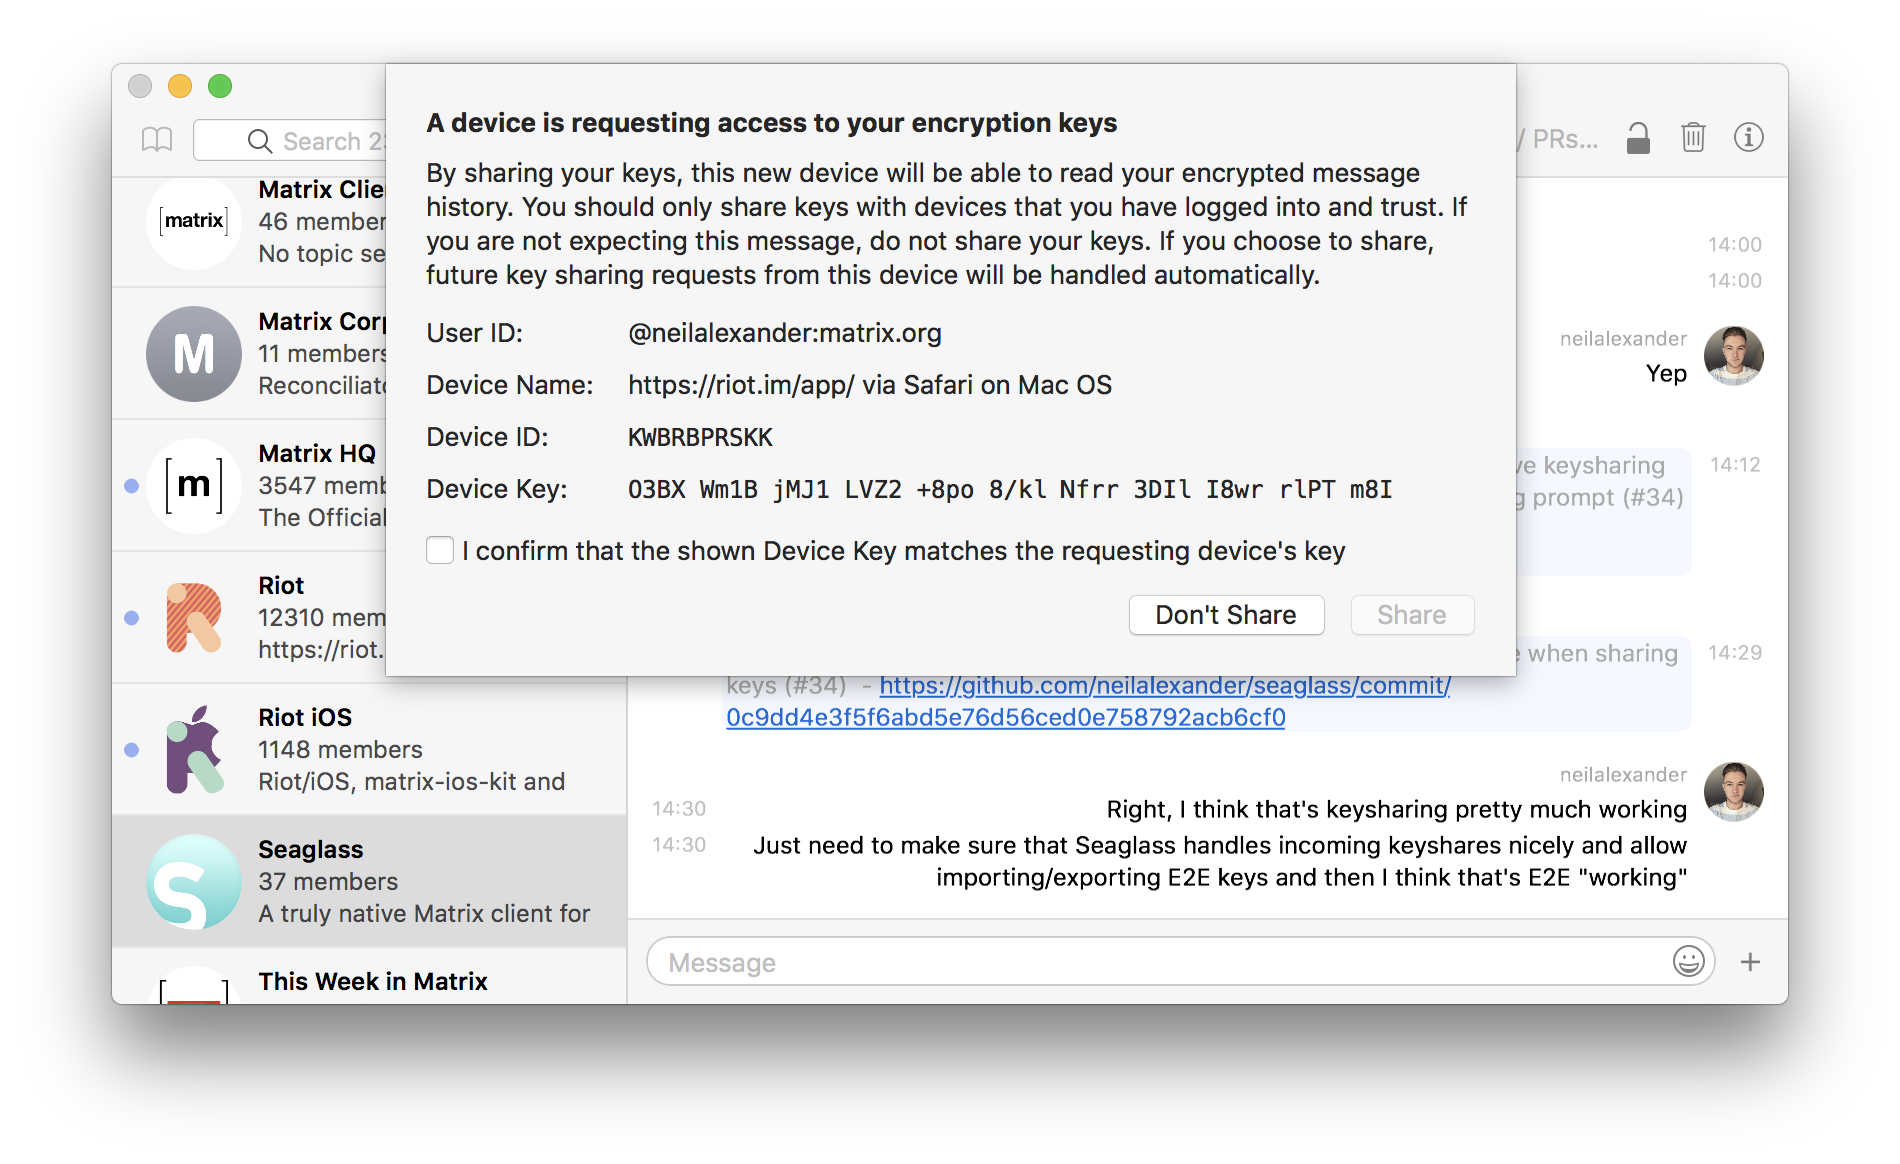 A device is requesting access to your encryption keys
By sharing your keys, this new device will be able to read your encrypted message
history. You should only share keys with devices that you have logged into and trust. If
you are not expecting this message, do not share your keys. If you choose to share,
future key sharing requests from this device will be handled automatically.
User ID: @neilalexander:matrix.org
Device Name: https://riot.im/app/ via Safari on Mac OS
Device ID: KWBRBPRSKK
Device Key: O3BX Wm1B jMJ1 LVZ2 +8po 8/kl Nfrr 3DIl I8wr rlPT m8I
I confirm that the shown Device Key matches the requesting device's key
Don't Share
Share
Search
[matrix]
Matrix
46
No topic
M
Matrix
11 members
[m]
Matrix HQ
3547
The Official
Riot
12310
https://riot.
Riot iOS
1148 members
Riot/iOS, matrix-ios-kit and
S
Seaglass
37 members
A truly native Matrix client for
This Week in Matrix
/ PRs...
14:00
14:00
neilalexander
Yep
keysharing 14:12
prompt (#34)
when sharing 14:29
keys (#34) - https://github.com/neilalexander/seaglass/commit/
0c9dd4e3f5f6abd5e76d56ced0e758792acb6cf0
neilalexander
14:30 Right, I think that's keysharing pretty much working
14:30 Just need to make sure that Seaglass handles incoming keyshares nicely and allow
importing/exporting E2E keys and then I think that's E2E "working"
Message